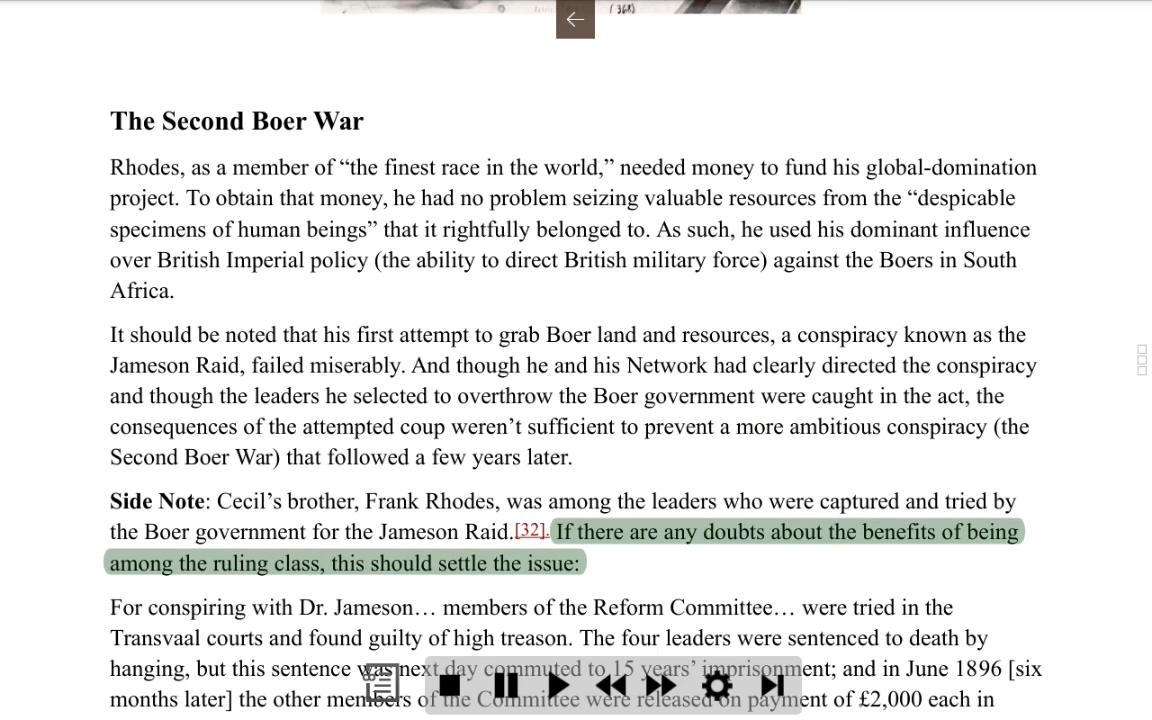 (368)
The Second Boer War
Rhodes, as a member of “the finest race in the world,” needed money to fund his global-domination
project. To obtain that money, he had no problem seizing valuable resources from the “despicable
specimens of human beings” that it rightfully belonged to. As such, he used his dominant influence
over British Imperial policy (the ability to direct British military force) against the Boers in South
Africa.
It should be noted that his first attempt to grab Boer land and resources, a conspiracy known as the
Jameson Raid, failed miserably. And though he and his Network had clearly directed the conspiracy
and though the leaders he selected to overthrow the Boer government were caught in the act, the
consequences of the attempted coup weren’t sufficient to prevent a more ambitious conspiracy (the
Second Boer War) that followed a few years later.
Side Note: Cecil’s brother, Frank Rhodes, was among the leaders who were captured and tried by
the Boer government for the Jameson Raid.[32]. If there are any doubts about the benefits of being
among the ruling class, this should settle the issue:
For conspiring with Dr. Jameson… members of the Reform Committee… were tried in the
Transvaal courts and found guilty of high treason. The four leaders were sentenced to death by
hanging, but this sentence was next day commuted to 15 years’ imprisonment; and in June 1896 [six
months later] the other members of the Committee were released on payment of £2,000 each in